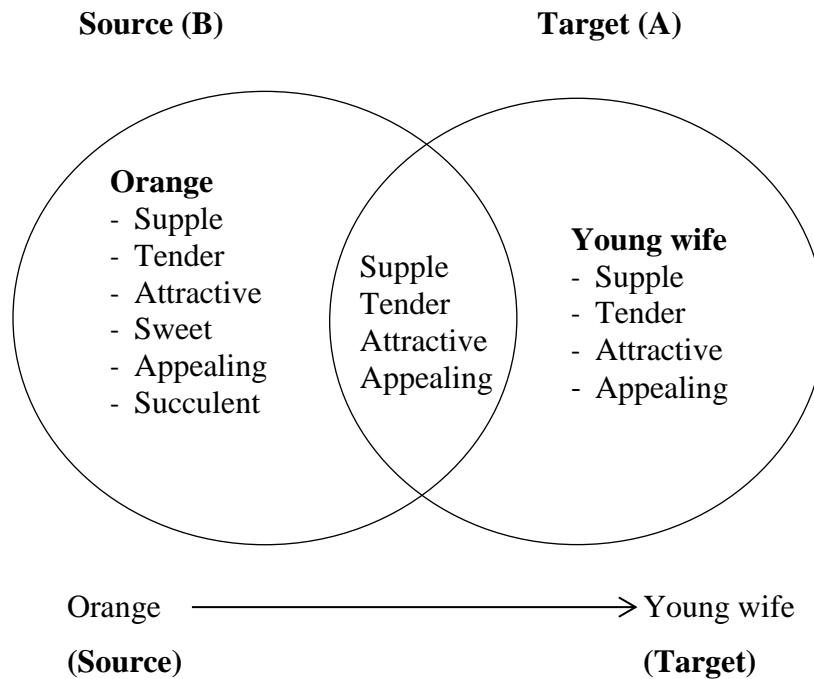 Source (B)
Target (A)
Orange
- Supple
- Tender
- Attractive
- Sweet
- Appealing
- Succulent
Supple
Tender
Attractive
Appealing
Young wife
- Supple
- Tender
- Attractive
- Appealing
Orange
Young wife
(Source)
(Target)